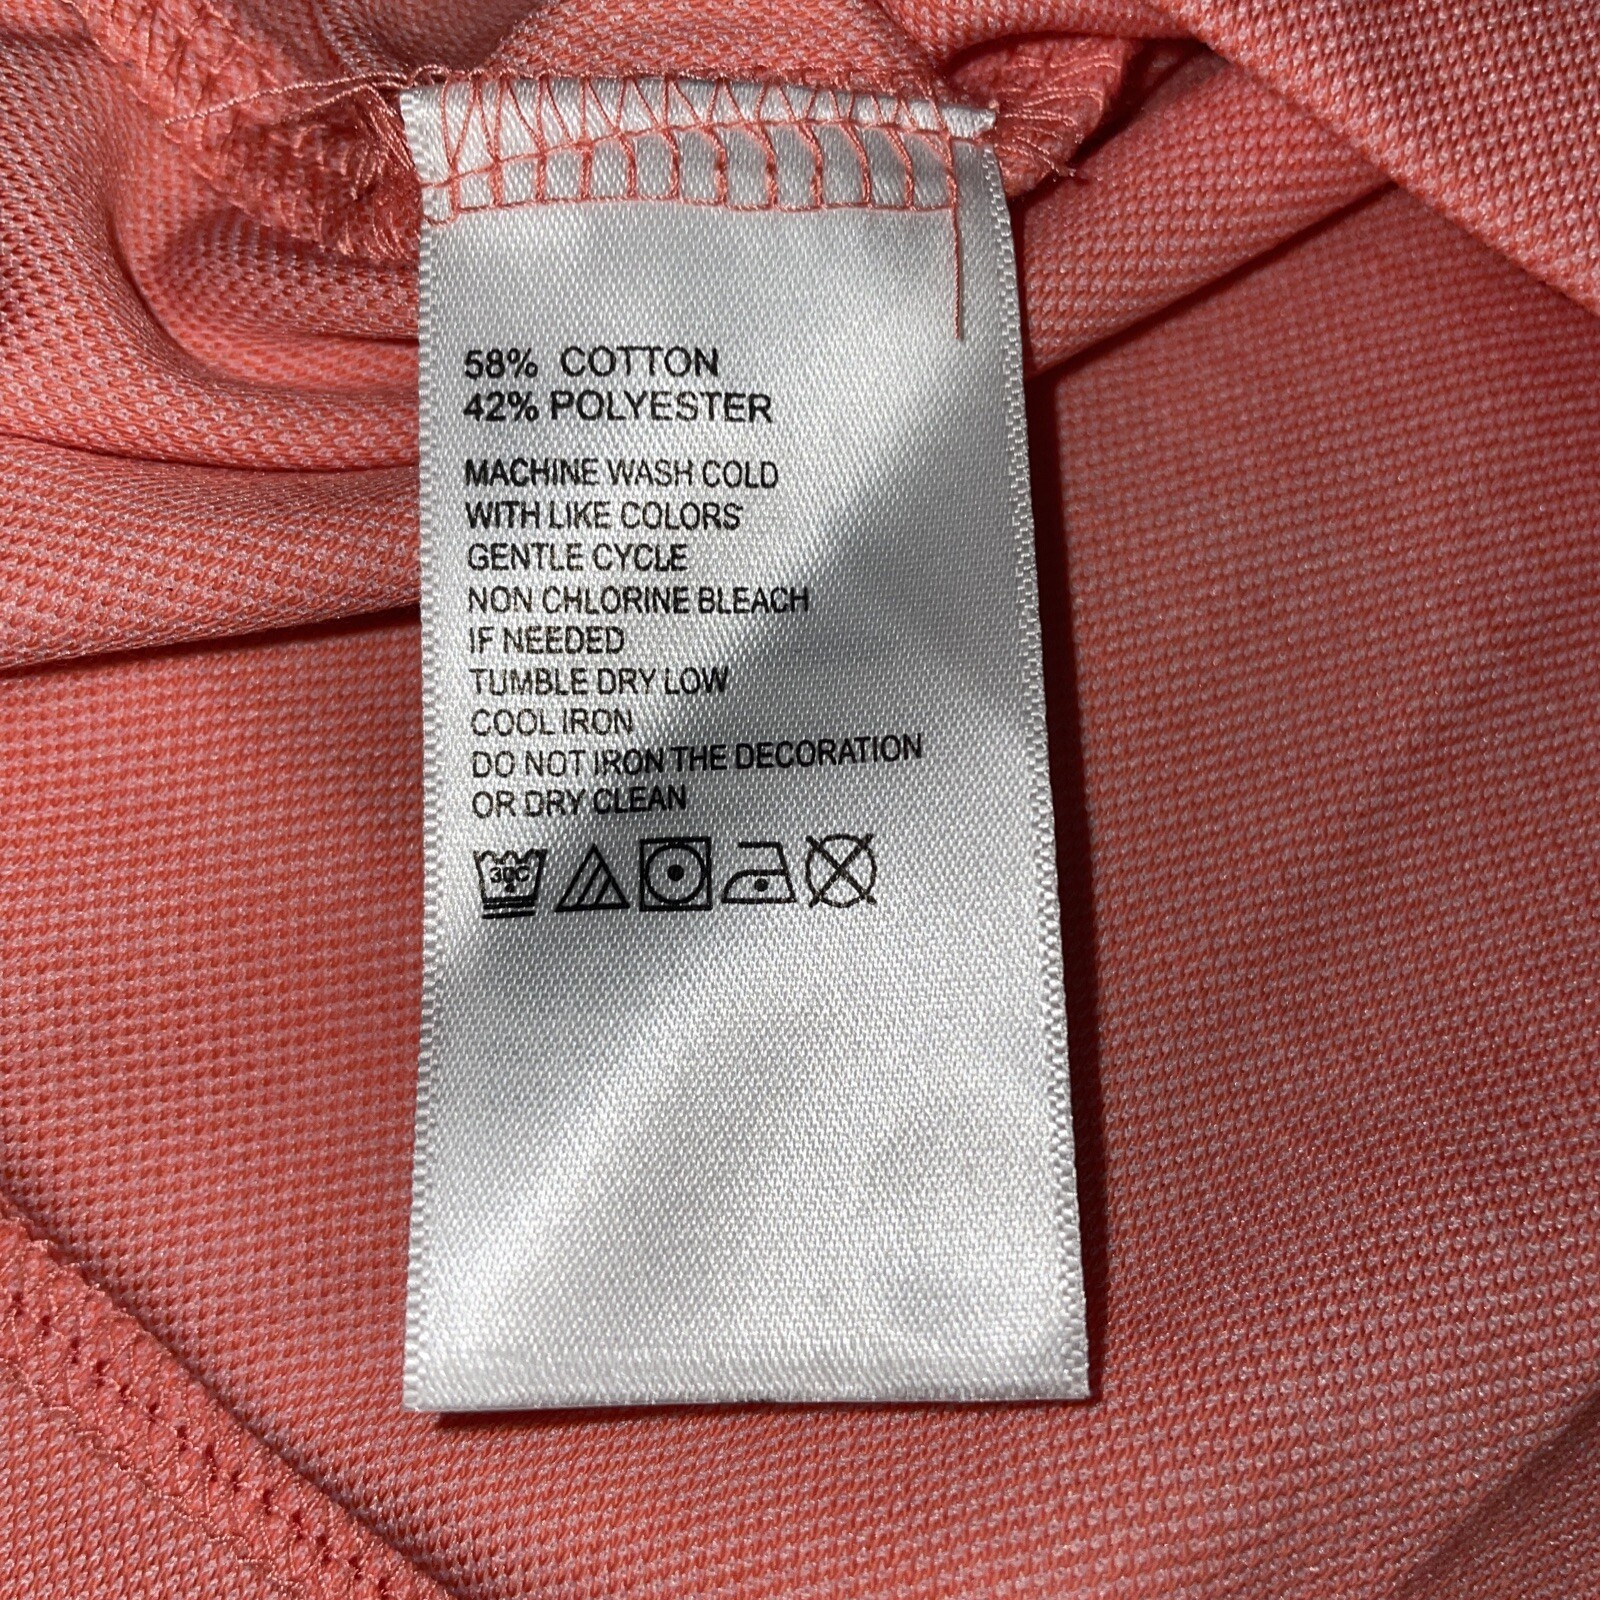 58% COTTON
42% POLYESTER
MACHINE WASH COLD
WITH LIKE COLORS
GENTLE CYCLE
NON CHLORINE BLEACH
IF NEEDED
TUMBLE DRY LOW
COOL IRON
DO NOT IRON THE DECORATION
OR DRY CLEAN
30C